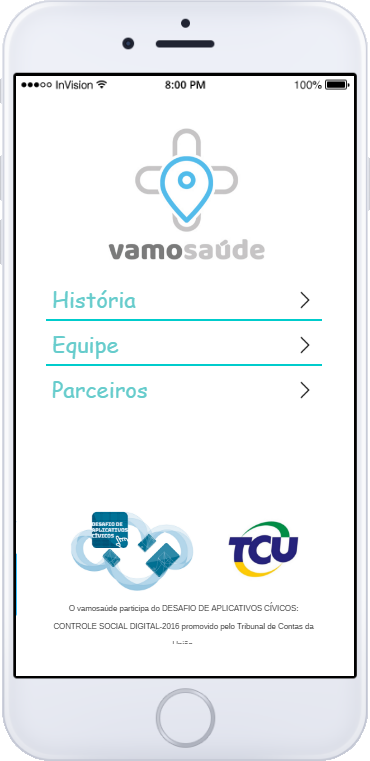 InVision 8:00 PM 100%
vamosaúde
História
Equipe
Parceiros
DESAFIO DE
APLICATIVOS
CÍVICOS
TCU
O vamosaúde participa do DESAFIO DE APLICATIVOS CÍVICOS:
CONTROLE SOCIAL DIGITAL-2016 promovido pelo Tribunal de Contas da